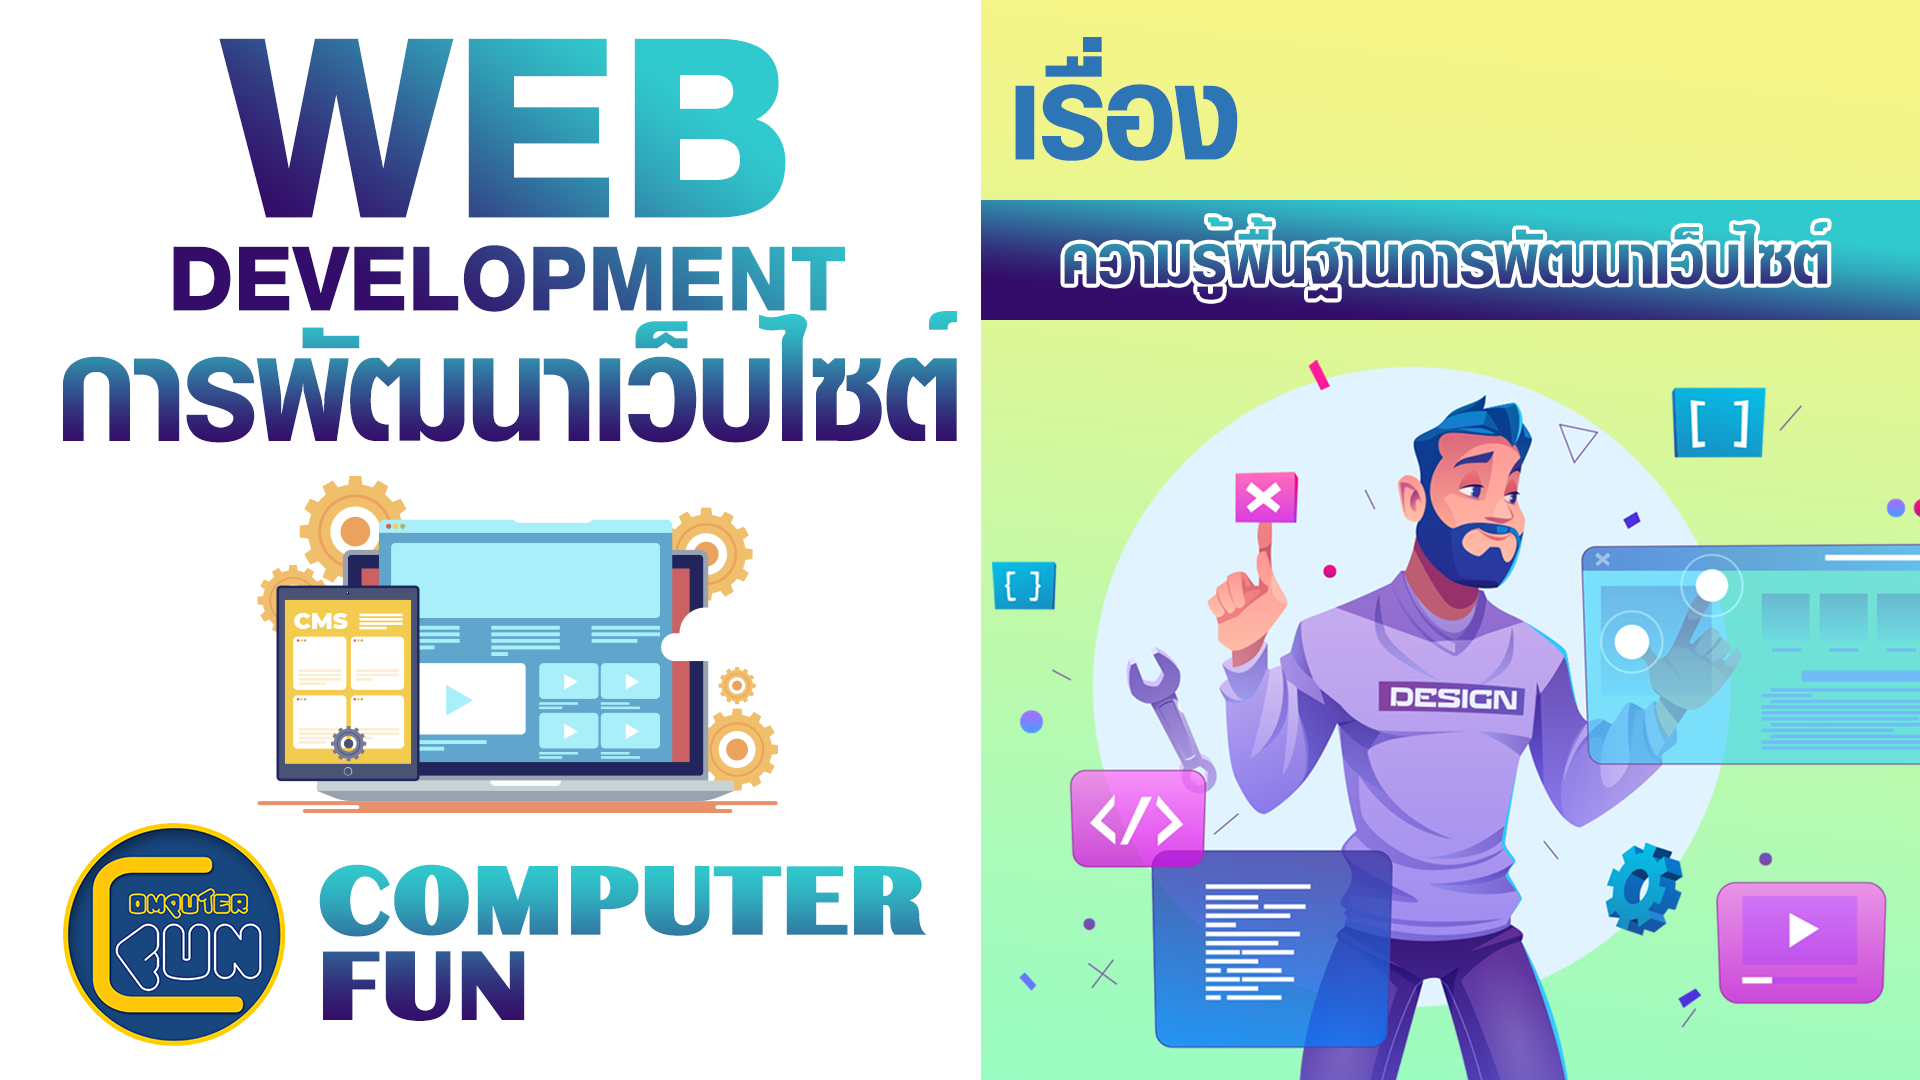 WEB
DEVELOPMENT
การพัฒนาเว็บไซต์
CMS
OMPUTER
FUN
COMPUTER
FUN
เรื่อง
ความรู้พื้นฐานการพัฒนาเว็บไซต์
[ ]
{ }
DESIGN
</>